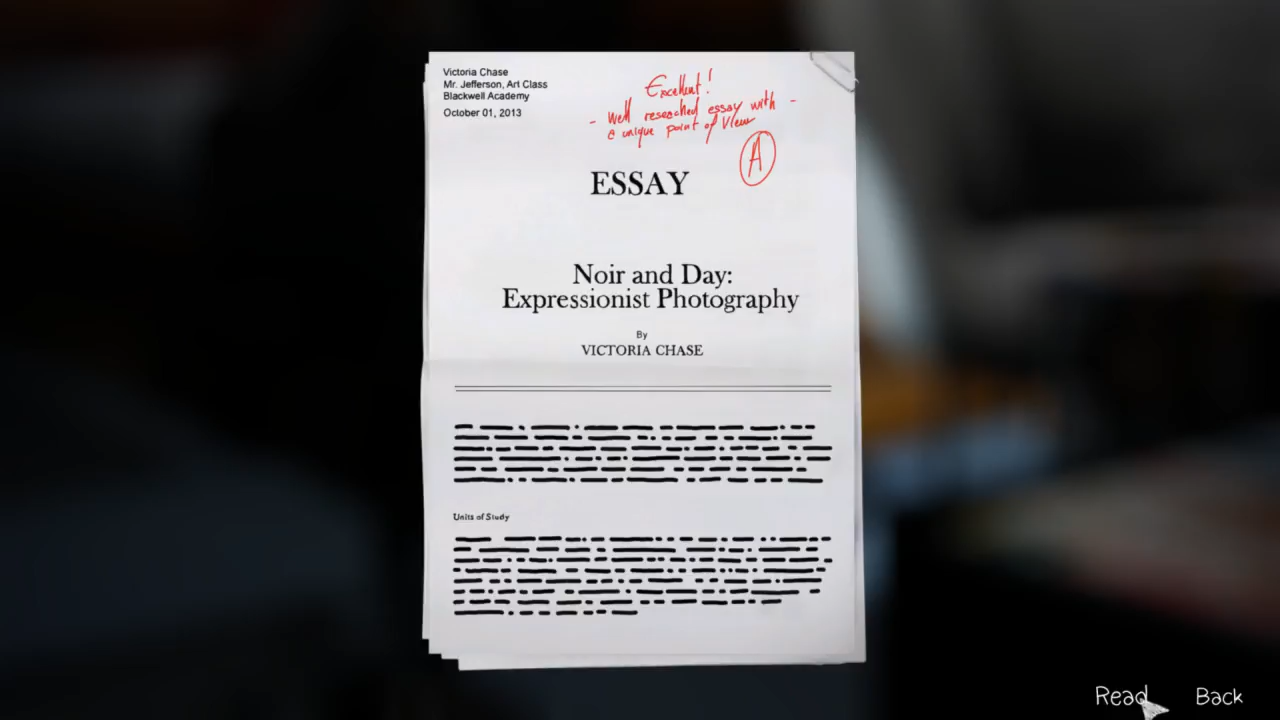 Victoria Chase
Mr. Jefferson, Art Class
Blackwell Academy
October 01, 2013
Excellent!
- Well reseached essay with -
a unique point of View
A
ESSAY
Noir and Day:
Expressionist Photography
By
VICTORIA CHASE
Units of Study
Read
Back